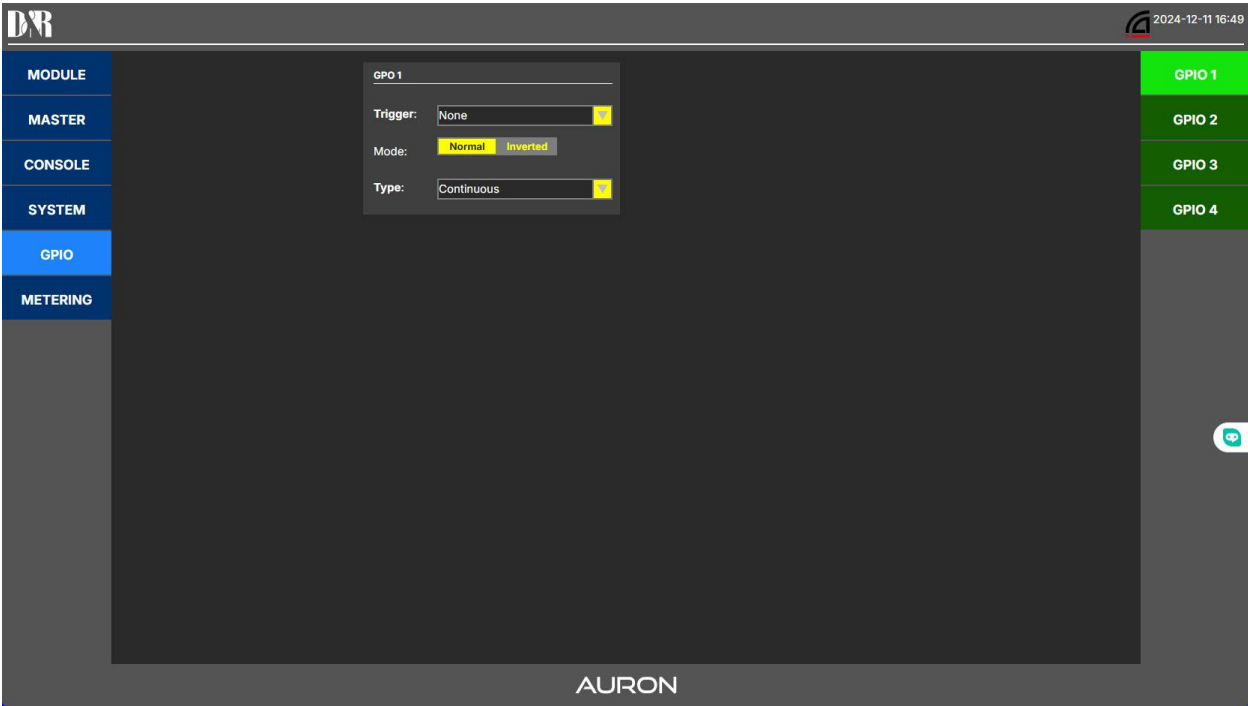 D&R
2024-12-11 16:49
MODULE
MASTER
CONSOLE
SYSTEM
GPIO
METERING
GPO 1
Trigger: None
Mode: Normal Inverted
Type: Continuous
GPIO 1
GPIO 2
GPIO 3
GPIO 4
AURON